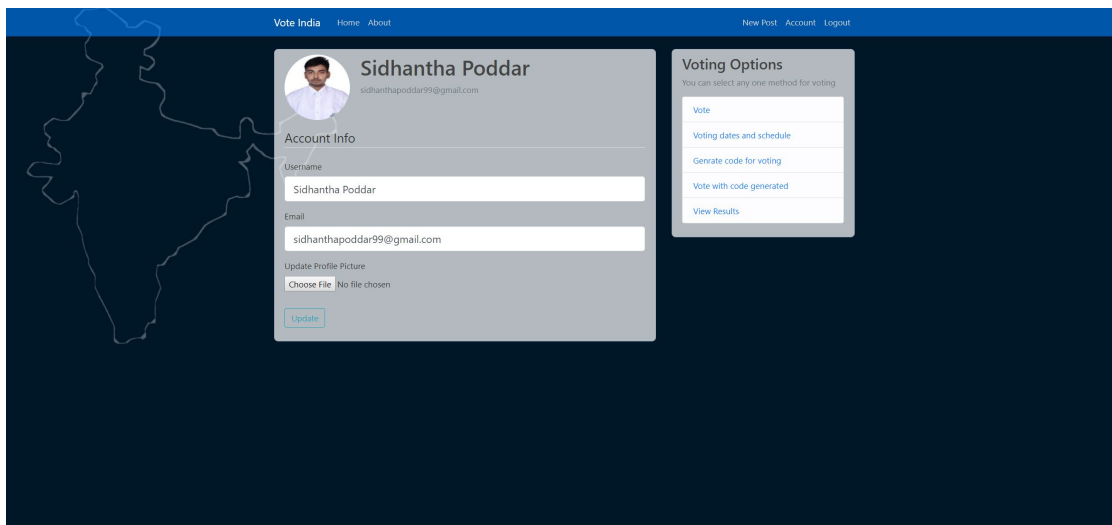 Vote India Home About New Post Account Logout
Sidhantha Poddar
sidhanthapoddar99@gmail.com
Account Info
Username
Sidhantha Poddar
Email
sidhanthapoddar99@gmail.com
Update Profile Picture
Choose File No file chosen
Update
Voting Options
You can select any one method for voting
Vote
Voting dates and schedule
Genrate code for voting
Vote with code generated
View Results